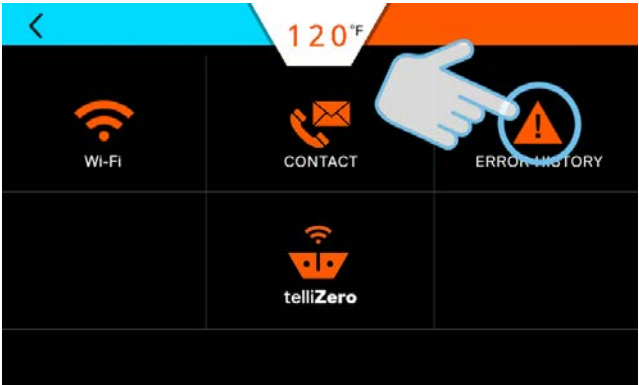 120°F
Wi-Fi
CONTACT
ERROR HISTORY
telliZero